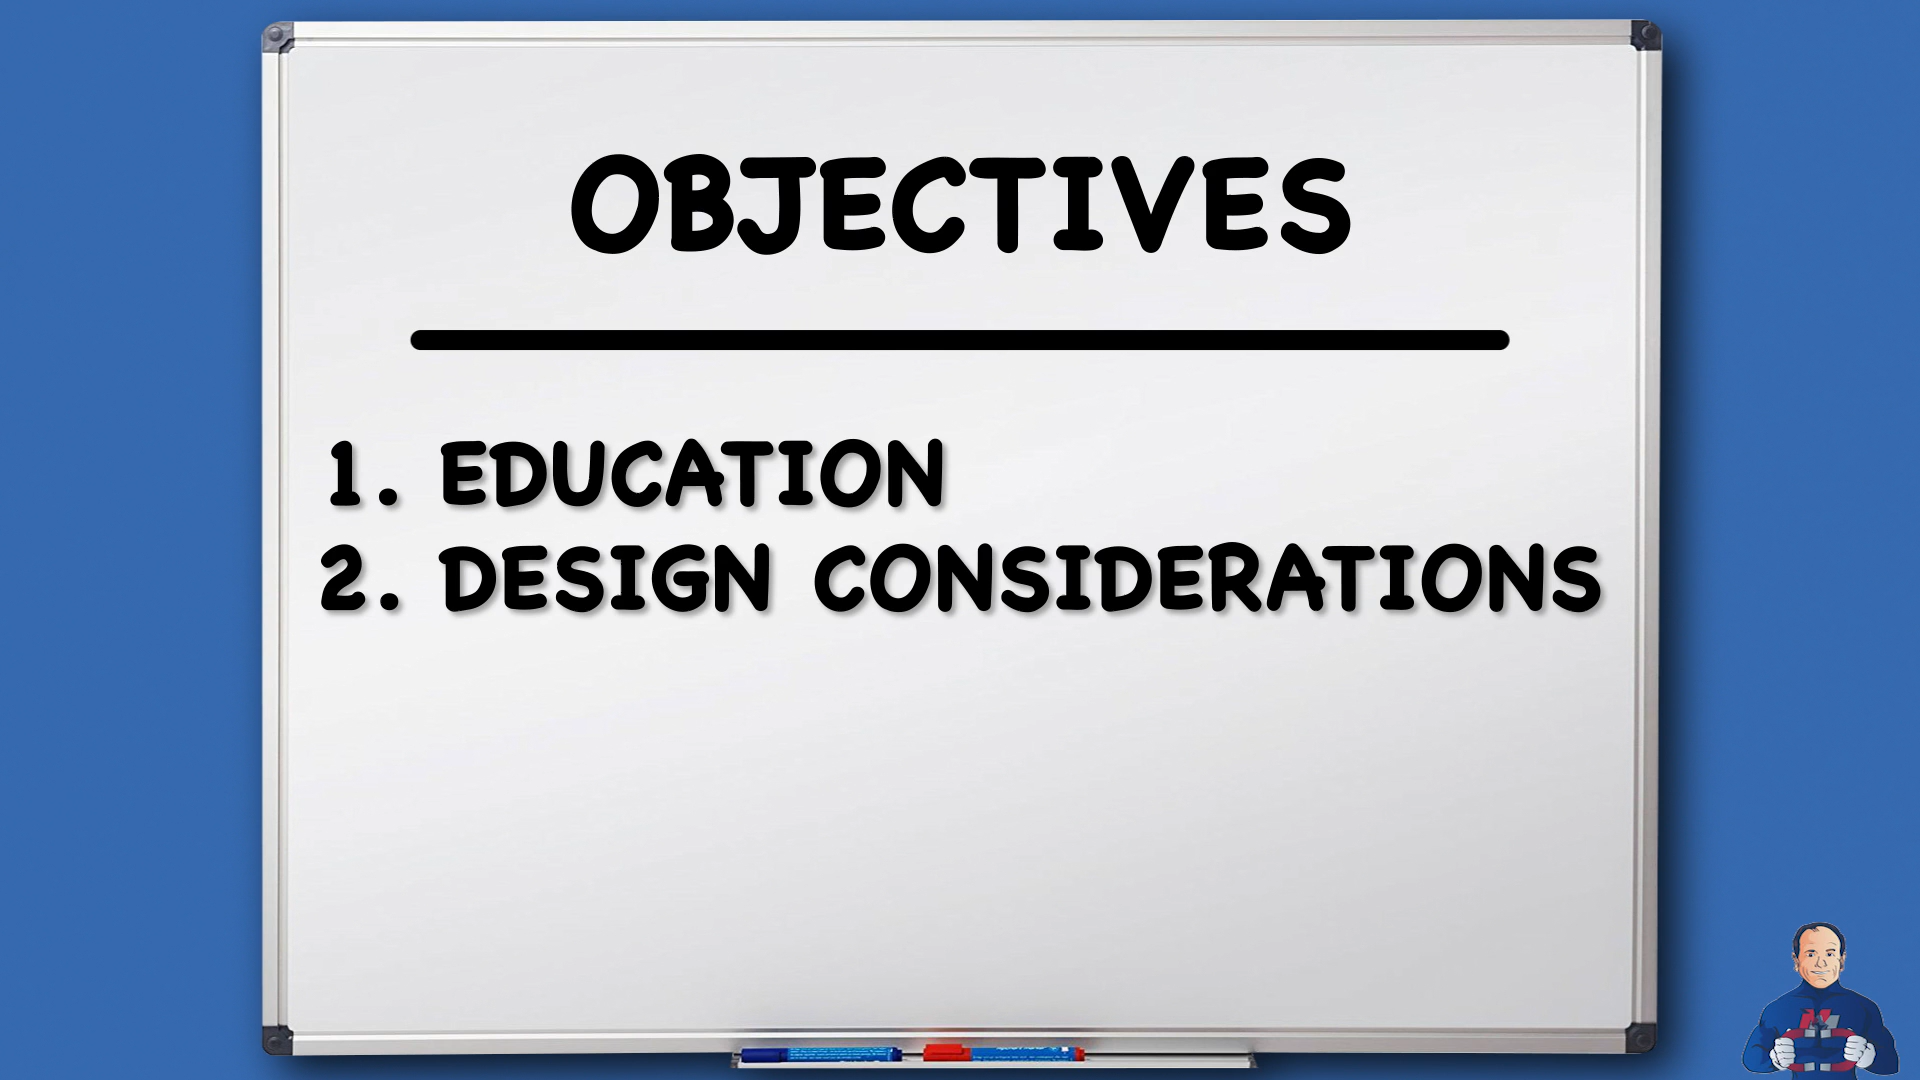 OBJECTIVES
1. EDUCATION
2. DESIGN CONSIDERATIONS